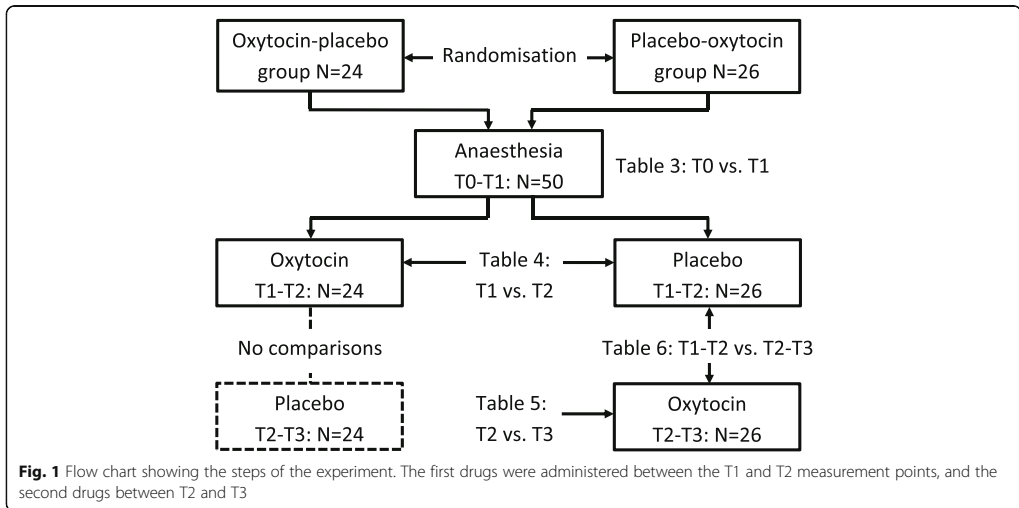 Oxytocin-placebo
group N=24
Randomisation
Placebo-oxytocin
group N=26
Anaesthesia
T0-T1: N=50
Table 3: T0 vs. T1
Oxytocin
T1-T2: N=24
Table 4:
T1 vs. T2
Placebo
T1-T2: N=26
No comparisons
Table 6: T1-T2 vs. T2-T3
Placebo
T2-T3: N=24
Table 5:
T2 vs. T3
Oxytocin
T2-T3: N=26
Fig. 1 Flow chart showing the steps of the experiment. The first drugs were administered between the T1 and T2 measurement points, and the
second drugs between T2 and T3